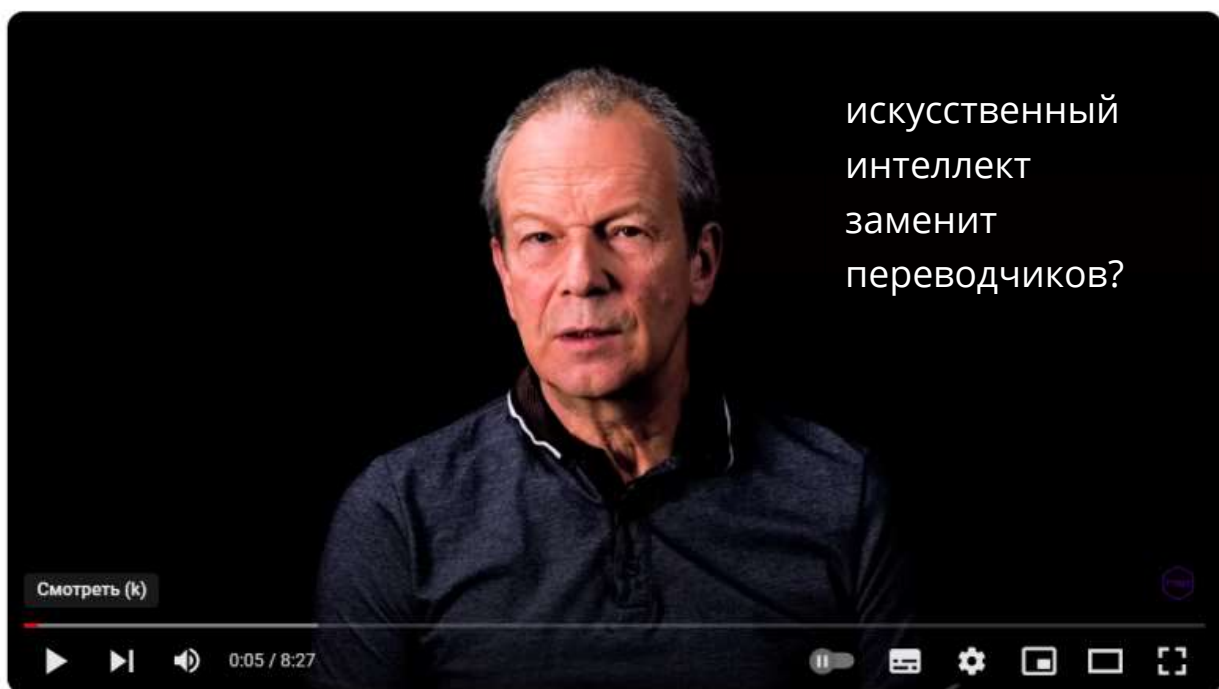 искусственный
интеллект
заменит
переводчиков?
Смотреть (k)
0:05 / 8:27